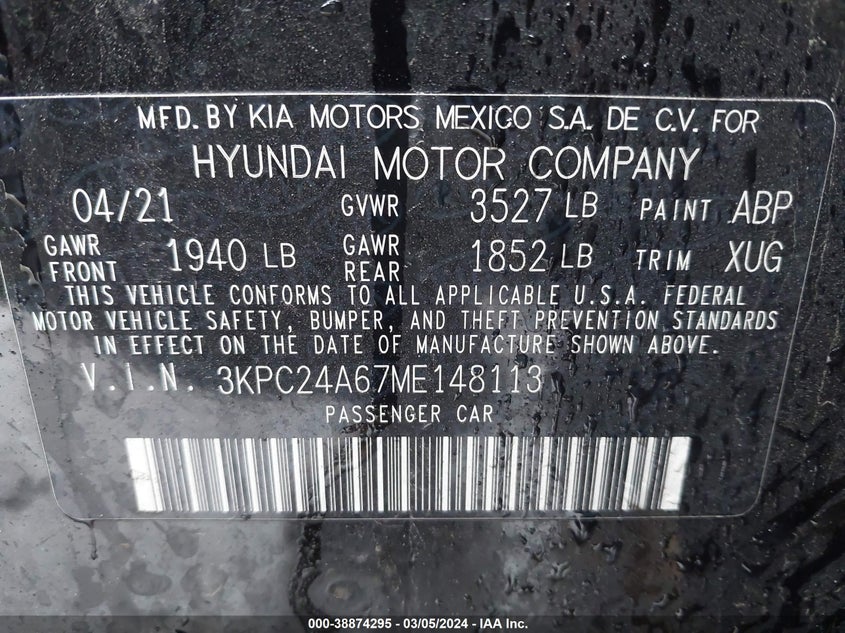 MFD. BY KIA MOTORS MEXICO S.A. DE C.V. FOR
HYUNDAI MOTOR COMPANY
04/21 GVWR 3527 LB PAINT ABP
GAWR FRONT 1940 LB GAWR REAR 1852 LB TRIM XUG
THIS VEHICLE CONFORMS TO ALL APPLICABLE U.S.A. FEDERAL
MOTOR VEHICLE SAFETY, BUMPER, AND THEFT PREVENTION STANDARDS
IN EFFECT ON THE DATE OF MANUFACTURE SHOWN ABOVE.
V.I.N. 3KPC24A67ME148113
PASSENGER CAR
000-38874295 - 03/05/2024 - IAA Inc.